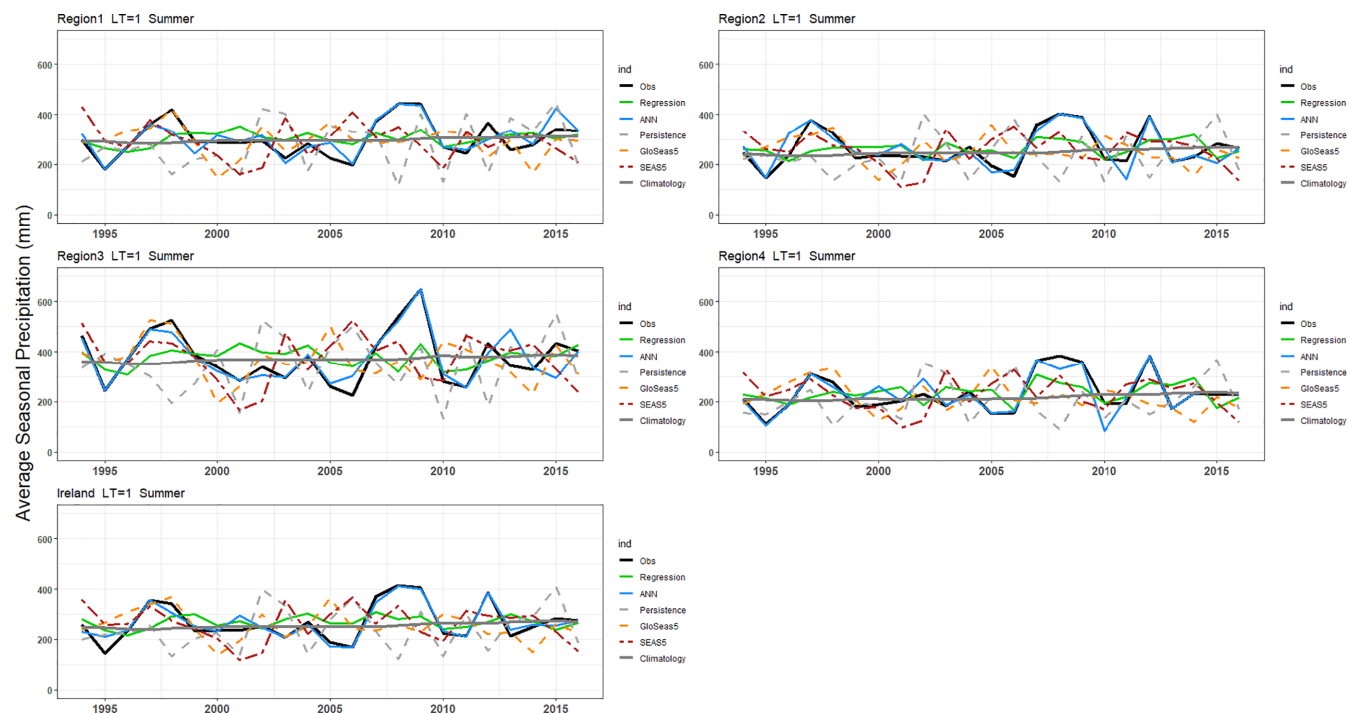 Average Seasonal Precipitation (mm)
Region1 LT=1 Summer
600
400
200
0
1995 2000 2005 2010 2015
ind
Obs
Regression
ANN
Persistence
GloSeas5
SEAS5
Climatology
Region2 LT=1 Summer
600
400
200
0
1995 2000 2005 2010 2015
ind
Obs
Regression
ANN
Persistence
GloSeas5
SEAS5
Climatology
Region3 LT=1 Summer
600
400
200
0
1995 2000 2005 2010 2015
ind
Obs
Regression
ANN
Persistence
GloSeas5
SEAS5
Climatology
Region4 LT=1 Summer
600
400
200
0
1995 2000 2005 2010 2015
ind
Obs
Regression
ANN
Persistence
GloSeas5
SEAS5
Climatology
Ireland LT=1 Summer
600
400
200
0
1995 2000 2005 2010 2015
ind
Obs
Regression
ANN
Persistence
GloSeas5
SEAS5
Climatology